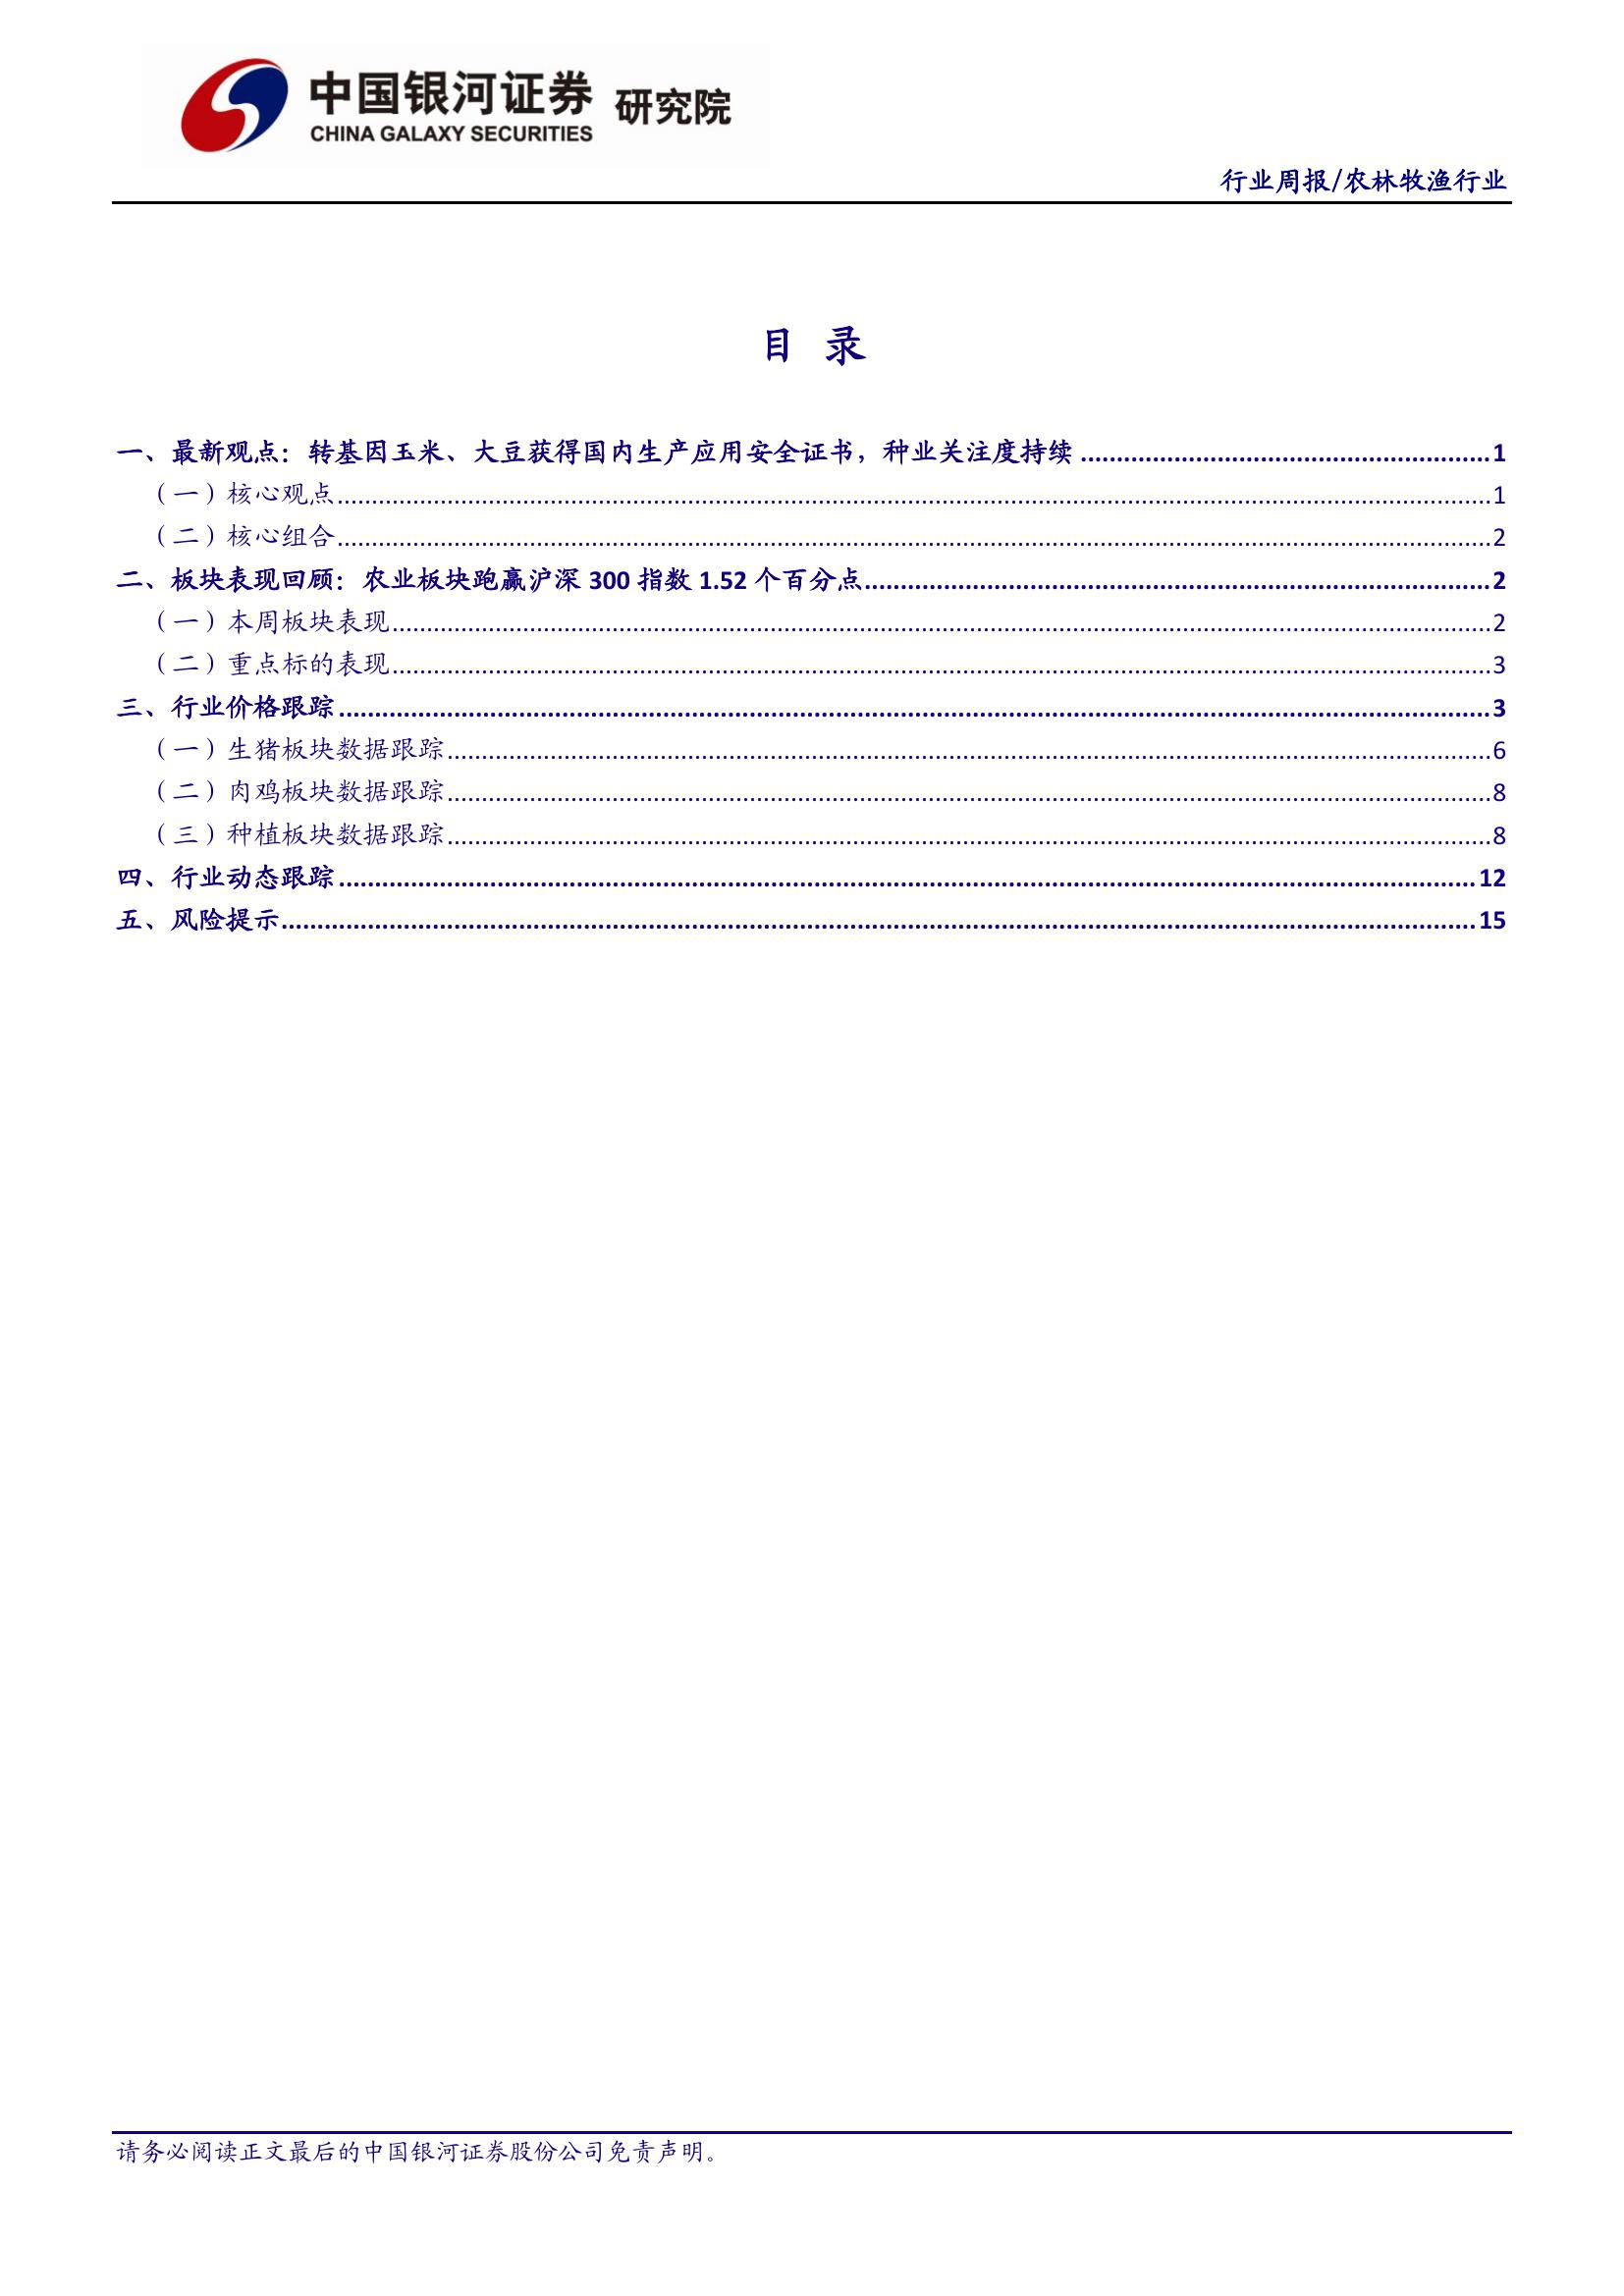 中国银河证券 研究院
CHINA GALAXY SECURITIES
行业周报/农林牧渔行业
目 录
一、最新观点：转基因玉米、大豆获得国内生产应用安全证书，种业关注度持续 ........ 1
（一）核心观点 ........ 1
（二）核心组合 ........ 2
二、板块表现回顾：农业板块跑赢沪深 300 指数 1.52 个百分点 ........ 2
（一）本周板块表现 ........ 2
（二）重点标的表现 ........ 3
三、行业价格跟踪 ........ 3
（一）生猪板块数据跟踪 ........ 6
（二）肉鸡板块数据跟踪 ........ 8
（三）种植板块数据跟踪 ........ 8
四、行业动态跟踪 ........ 12
五、风险提示 ........ 15
请务必阅读正文最后的中国银河证券股份公司免责声明。